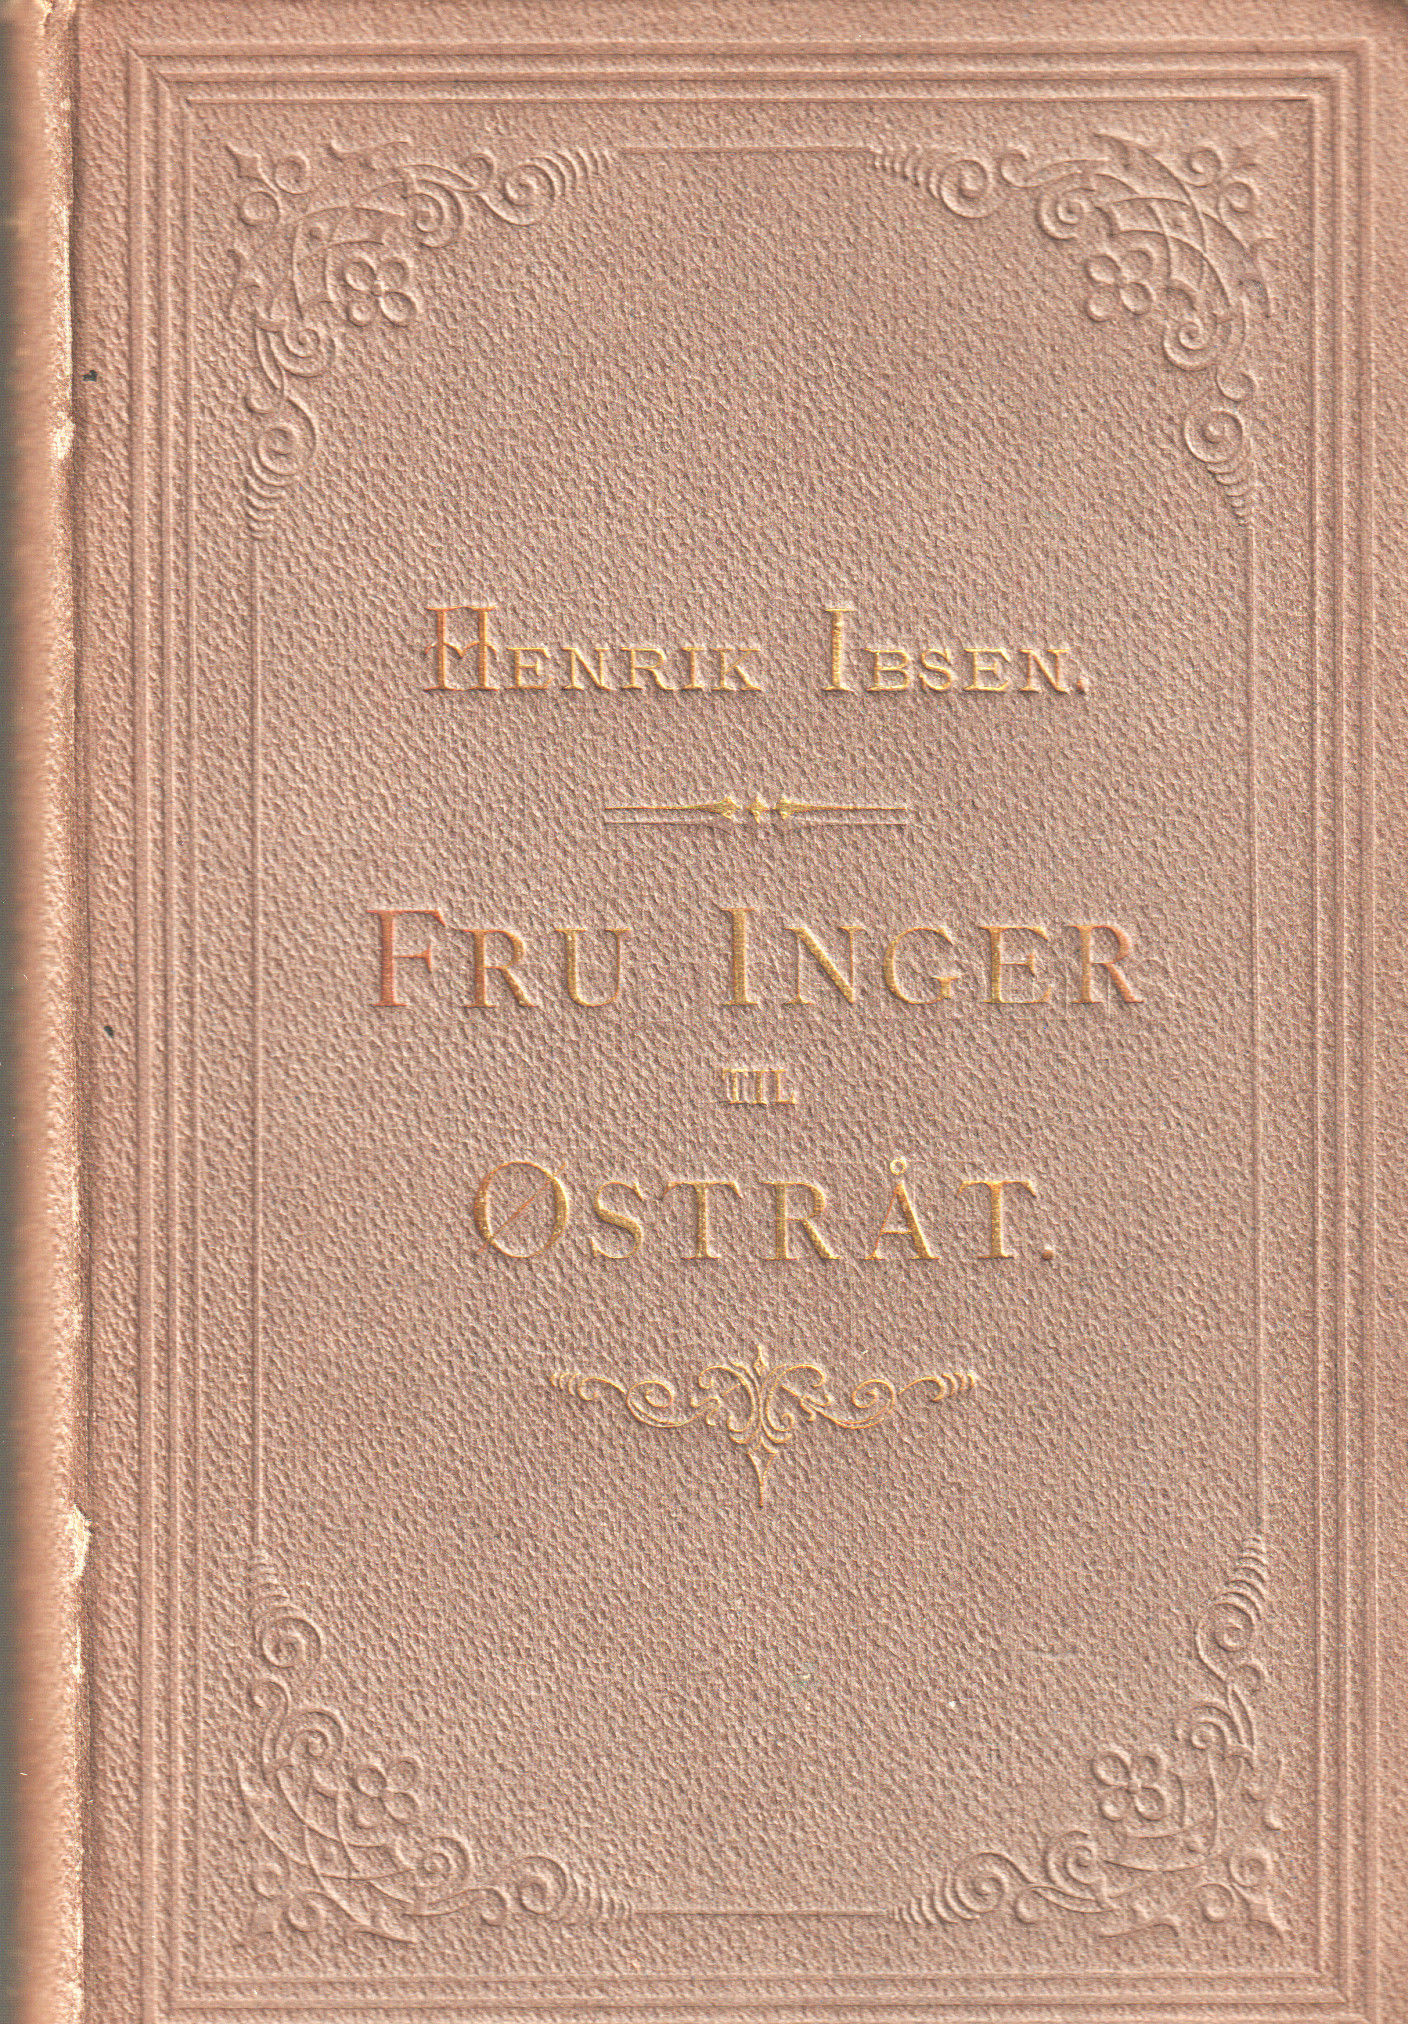 HENRIK IBSEN.
FRU INGER
TIL
ØSTRÅT.